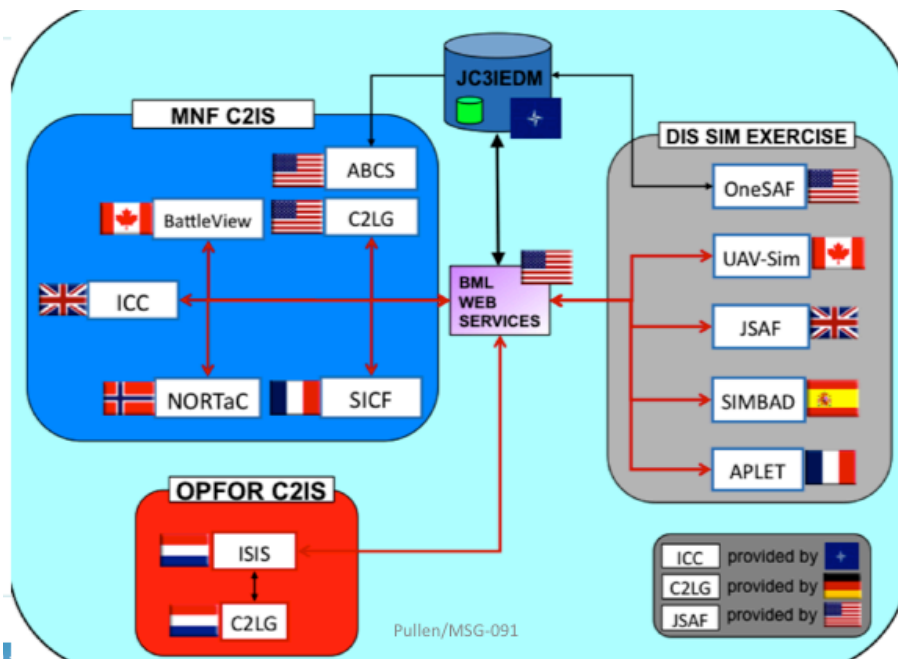 JC3IEDM
MNF C2IS
DIS SIM EXERCISE
ABCS
OneSAF
BattleView
C2LG
UAV-Sim
BML
WEB
SERVICES
ICC
JSAF
NORTaC
SICF
SIMBAD
APLET
OPFOR C2IS
ISIS
C2LG
ICC provided by
C2LG provided by
JSAF provided by
Pullen/MSG-091